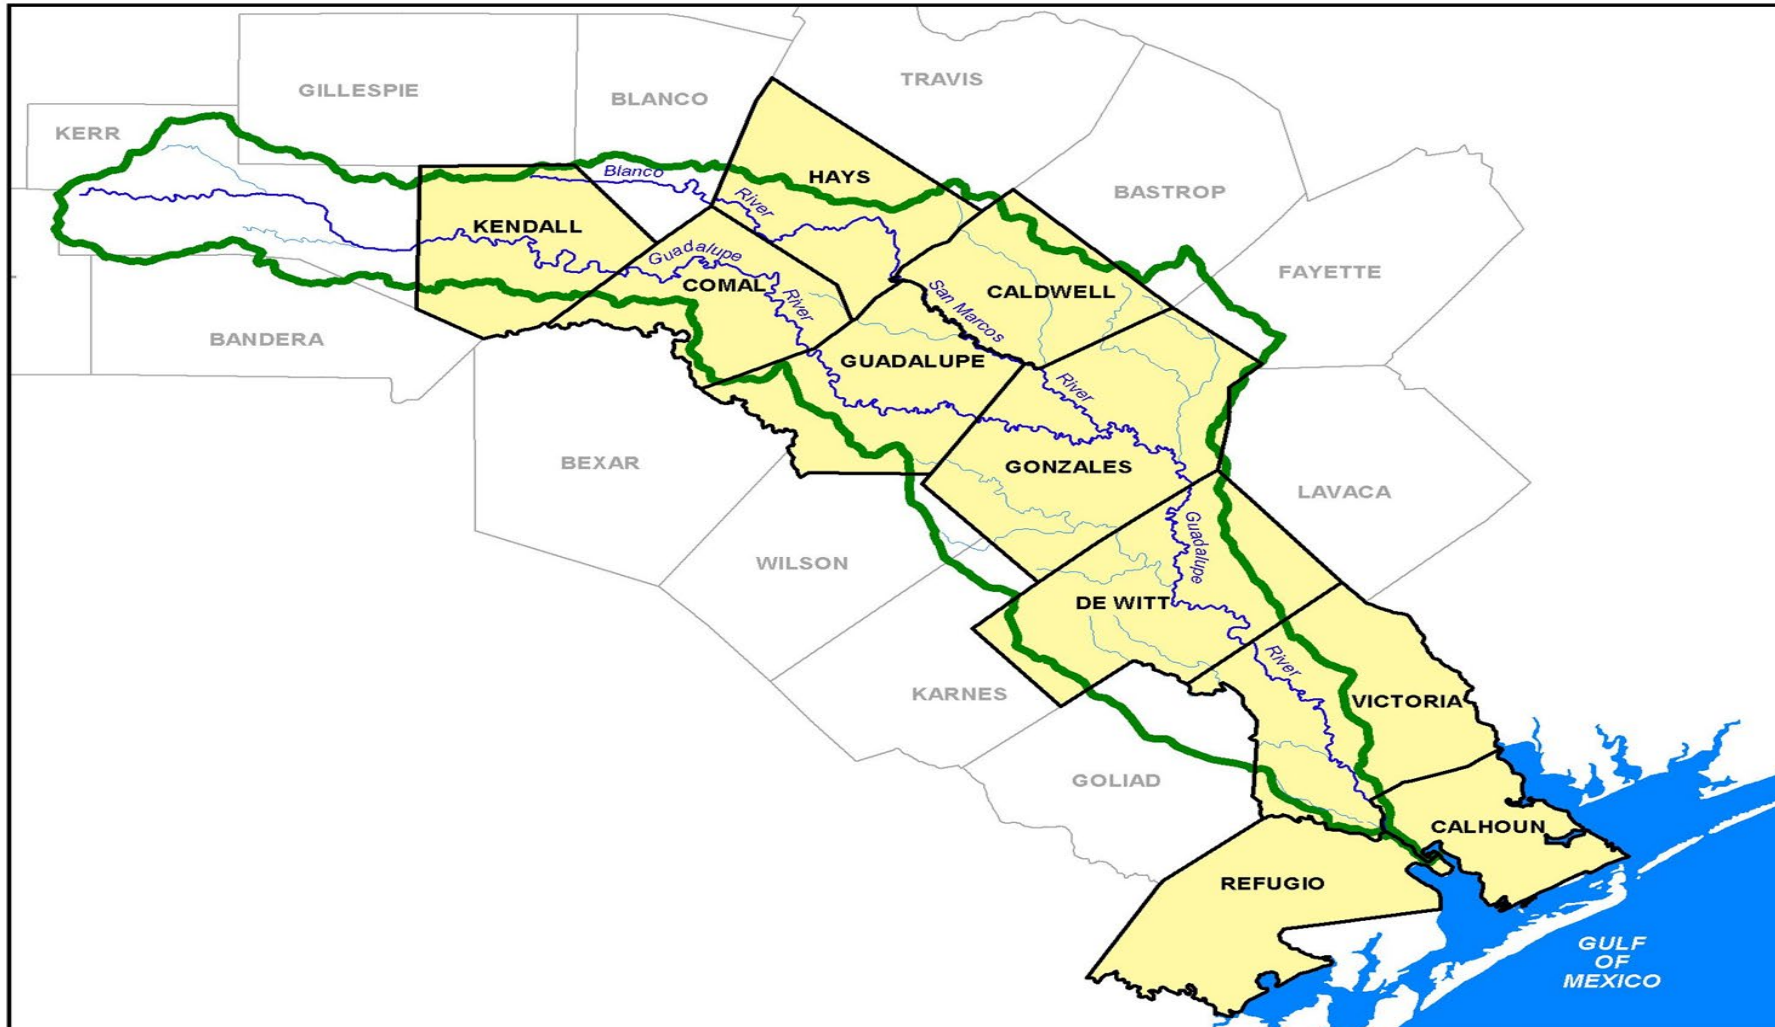 TRAVIS
GILLESPIE
BLANCO
KERR
HAYS
Blanco
River
BASTROP
KENDALL
Guadalupe
River
COMAL
FAYETTE
CALDWELL
San Marcos
River
BANDERA
GUADALUPE
BEXAR
GONZALES
LAVACA
Guadalupe
River
WILSON
DE WITT
KARNES
VICTORIA
GOLIAD
CALHOUN
REFUGIO
GULF
OF
MEXICO